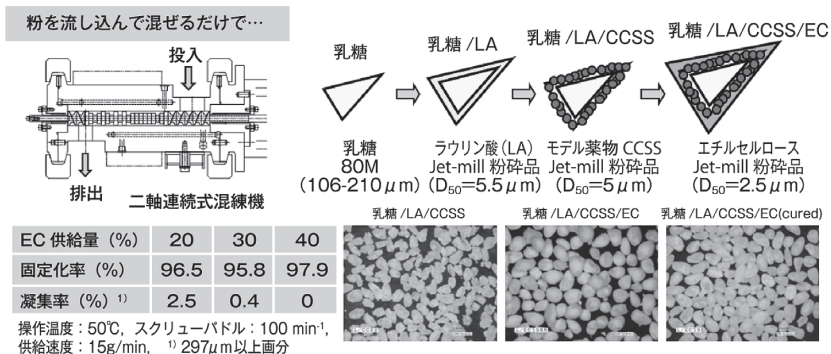 粉を流し込んで混ぜるだけで…
投入
排出
二軸連続式混練機
乳糖
乳糖/LA
乳糖/LA/CCSS
乳糖/LA/CCSS/EC
乳糖
80M
(106-210μm)
ラウリン酸(LA)
Jet-mill 粉砕品
(D50=5.5μm)
モデル薬物 CCSS
Jet-mill 粉砕品
(D50=5μm)
エチルセルロース
Jet-mill 粉砕品
(D50=2.5μm)
EC 供給量(%) 20 30 40
固定化率(%) 96.5 95.8 97.9
凝集率(%)1) 2.5 0.4 0
操作温度:50℃, スクリューパドル:100 min-1,
供給速度:15g/min, 1) 297μm以上画分
乳糖/LA/CCSS
乳糖/LA/CCSS/EC
乳糖/LA/CCSS/EC(cured)